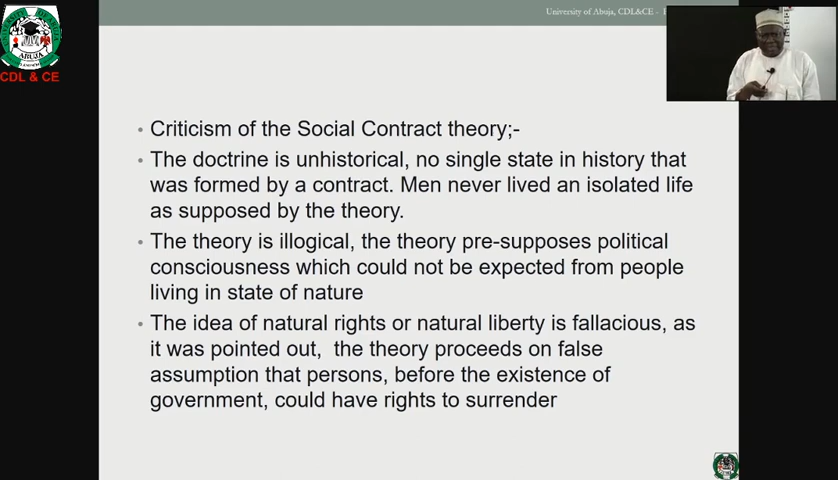 University of Abuja, CDL&CE -
ABUJA
CDL & CE
• Criticism of the Social Contract theory;-
• The doctrine is unhistorical, no single state in history that
was formed by a contract. Men never lived an isolated life
as supposed by the theory.
• The theory is illogical, the theory pre-supposes political
consciousness which could not be expected from people
living in state of nature
• The idea of natural rights or natural liberty is fallacious, as
it was pointed out, the theory proceeds on false
assumption that persons, before the existence of
government, could have rights to surrender